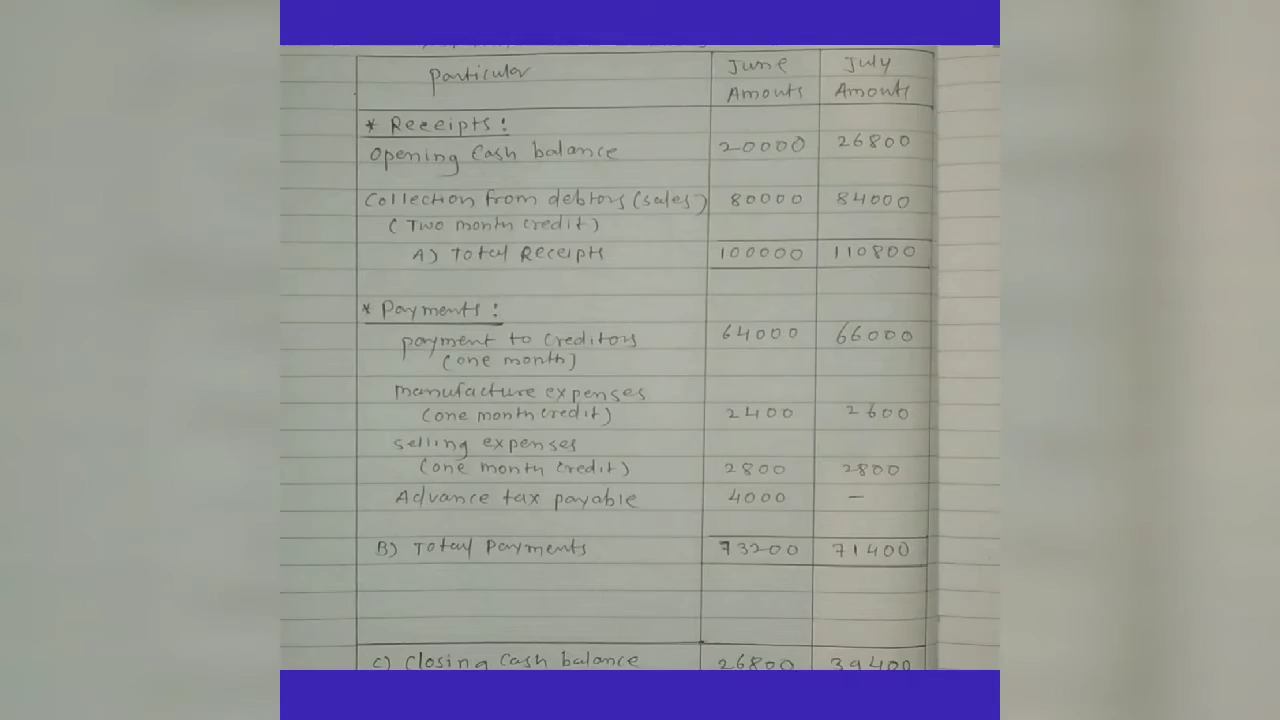 Particular June July
Amouts Amouts
* Receipts :
Opening Cash balance 20000 26800
Collection from debtors (sales) 80000 84000
( Two month credit )
A) Total Receipts 100000 110800
* Payments :
payment to creditors 64000 66000
(one month)
manufacture expenses
(one month credit) 2400 2600
selling expenses
(one month credit) 2800 2800
Advance tax payable 4000 —
B) Total payments 73200 71400
C) Closing Cash balance 26800 39400